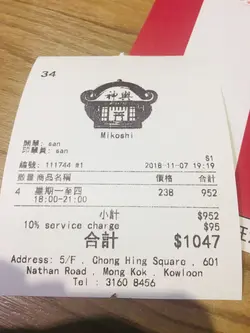 34
神輿
Mikoshi
開單: san
印單員: san
$1
編號: 111744 #1 2018-11-07 19:19
數量 商品名稱 價格 合計
4 星期一至四 238 952
18:00-21:00
小計 $952
10% service charge $95
合計 $1047
Address: 5/F , Chong Hing Square , 601
Nathan Road , Mong Kok , Kowloon
Tel : 3160 8456